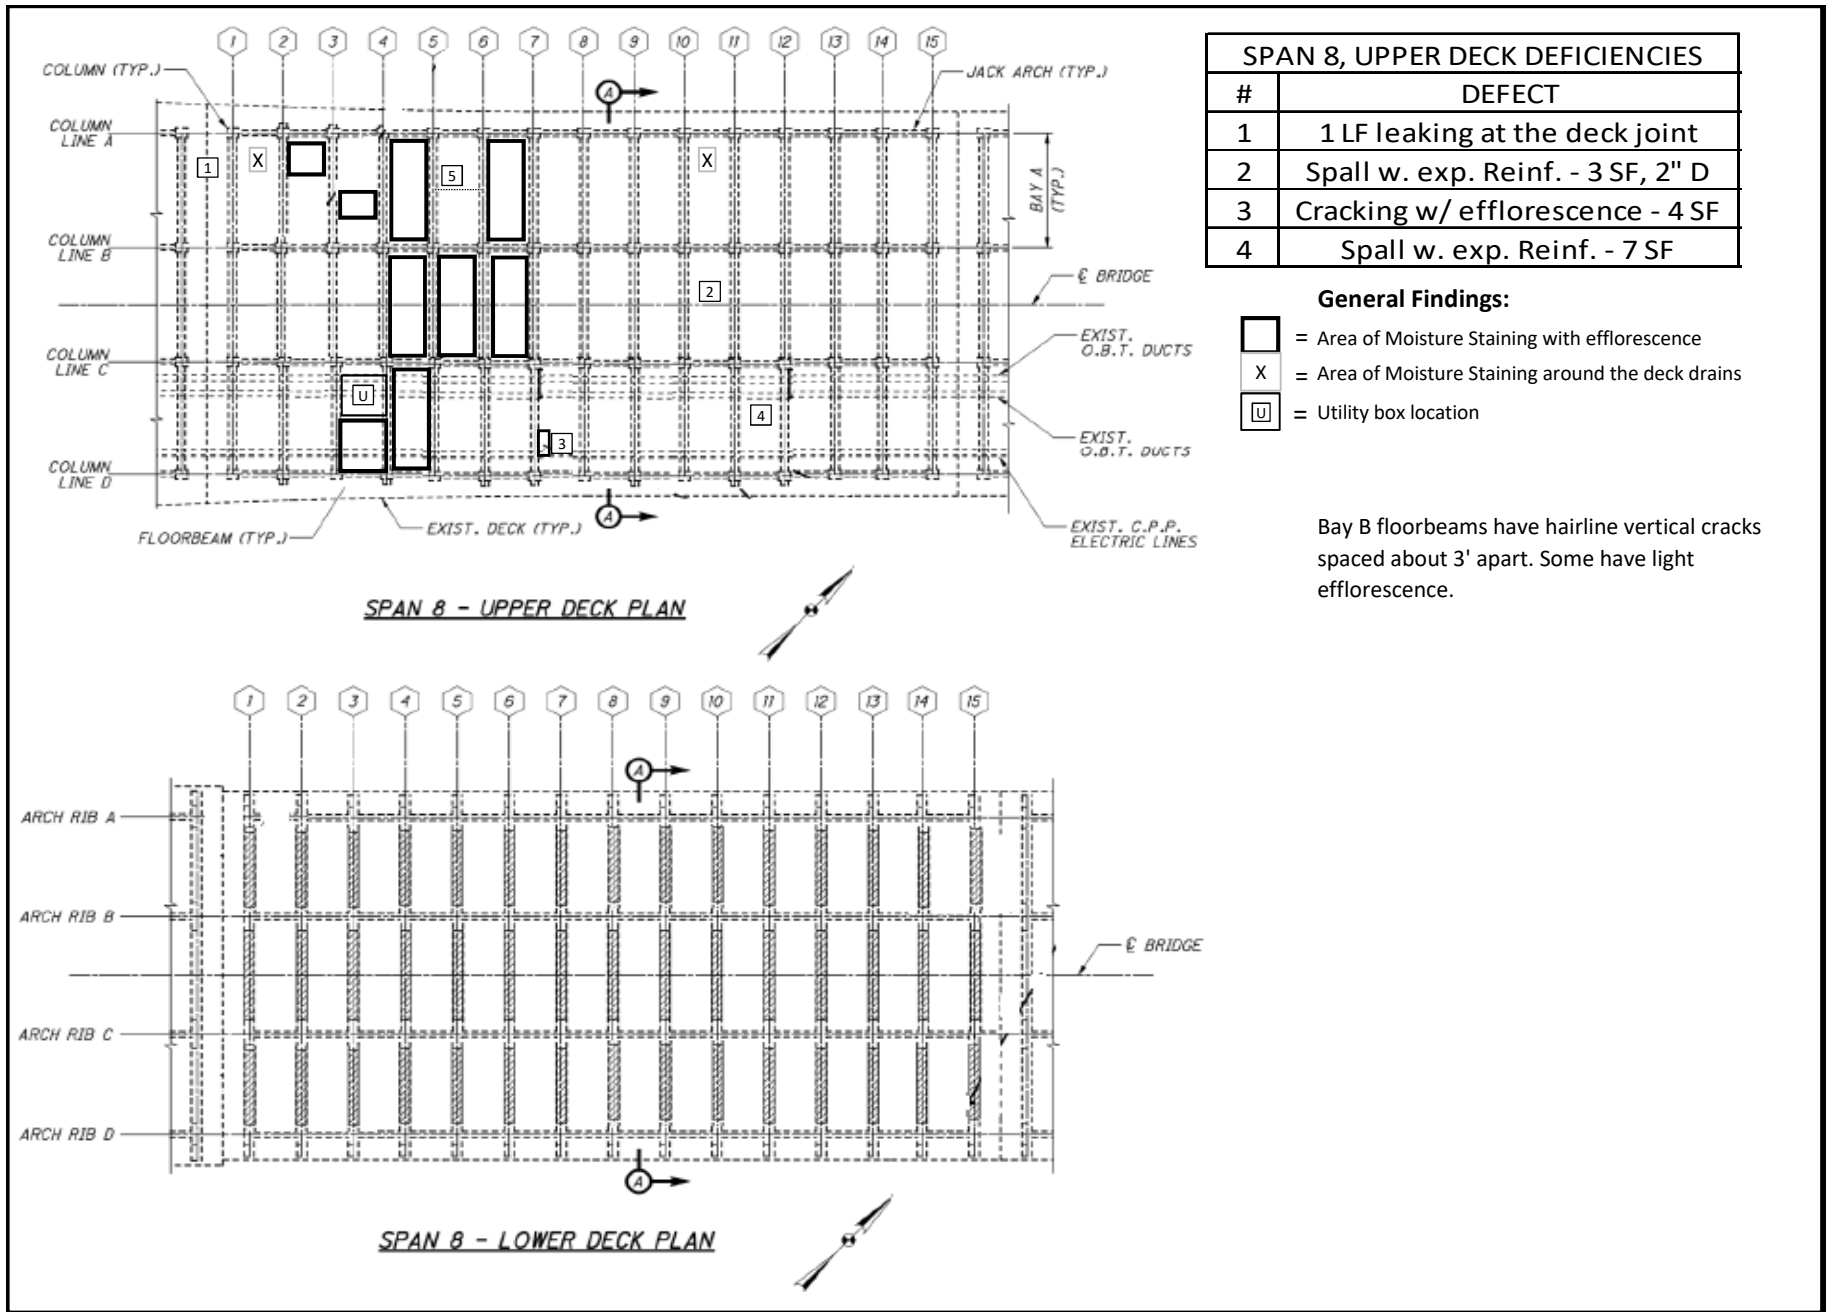 1 2 3 4 5 6 7 8 9 10 11 12 13 14 15
COLUMN (TYP.)
JACK ARCH (TYP.)
A
COLUMN
LINE A
1
X
5
X
BAY A
(TYP.)
COLUMN
LINE B
2
℄ BRIDGE
COLUMN
LINE C
EXIST.
O.B.T. DUCTS
U
4
3
EXIST.
O.B.T. DUCTS
COLUMN
LINE D
A
FLOORBEAM (TYP.)
EXIST. DECK (TYP.)
EXIST. C.P.P.
ELECTRIC LINES
SPAN 8 - UPPER DECK PLAN
SPAN 8, UPPER DECK DEFICIENCIES
# DEFECT
1 1 LF leaking at the deck joint
2 Spall w. exp. Reinf. - 3 SF, 2" D
3 Cracking w/ efflorescence - 4 SF
4 Spall w. exp. Reinf. - 7 SF
General Findings:
= Area of Moisture Staining with efflorescence
X = Area of Moisture Staining around the deck drains
U = Utility box location
Bay B floorbeams have hairline vertical cracks
spaced about 3' apart. Some have light
efflorescence.
1 2 3 4 5 6 7 8 9 10 11 12 13 14 15
A
ARCH RIB A
ARCH RIB B
℄ BRIDGE
ARCH RIB C
ARCH RIB D
A
SPAN 8 - LOWER DECK PLAN